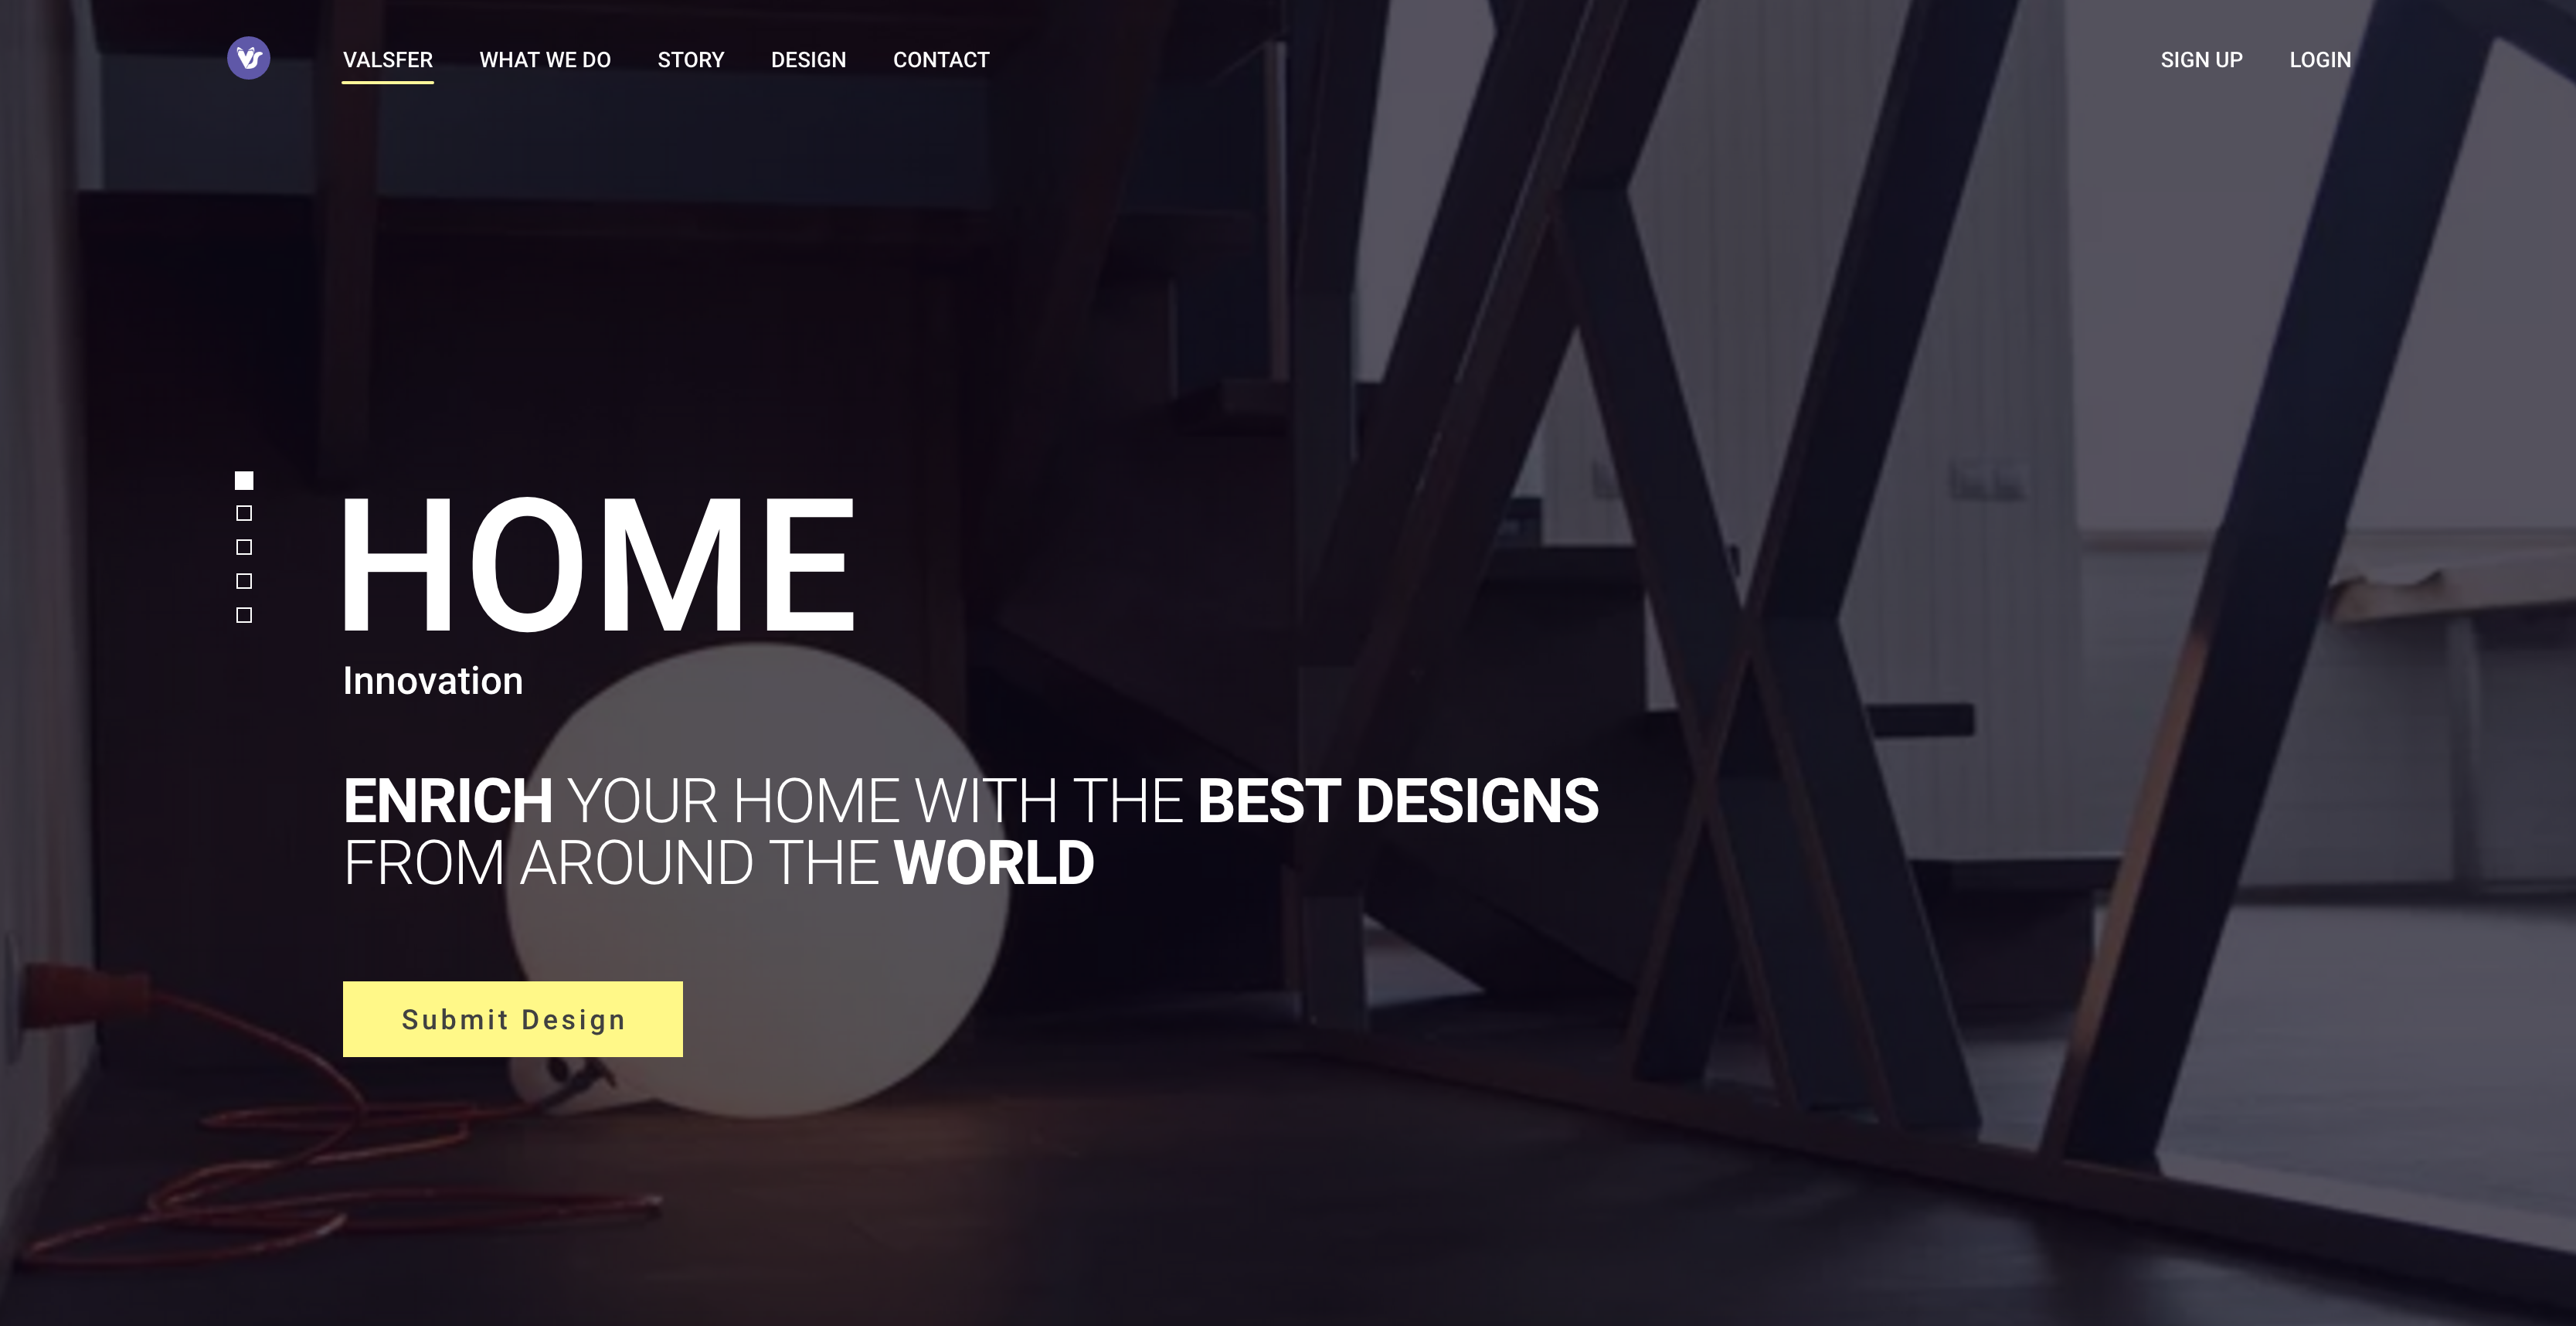 VS
VALSFER
WHAT WE DO
STORY
DESIGN
CONTACT
SIGN UP
LOGIN
HOME
Innovation
ENRICH YOUR HOME WITH THE BEST DESIGNS
FROM AROUND THE WORLD
Submit Design